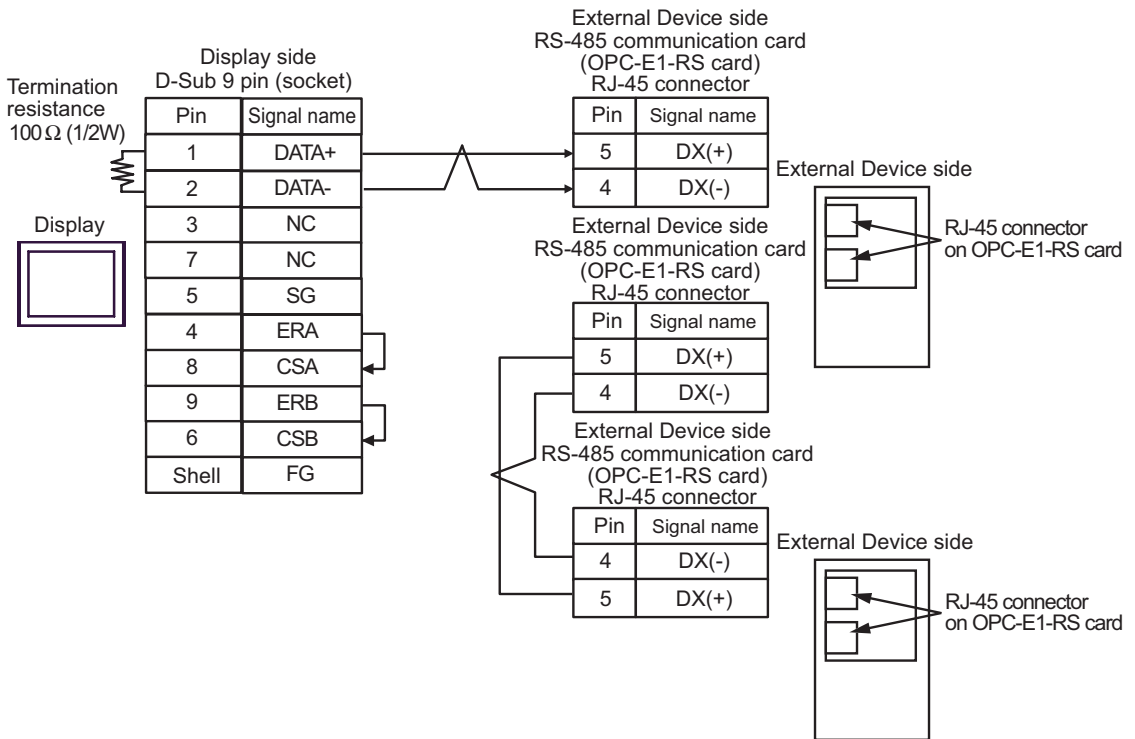 Termination
resistance
100Ω (1/2W)
Display
Display side
D-Sub 9 pin (socket)
Pin Signal name
1 DATA+
2 DATA-
3 NC
7 NC
5 SG
4 ERA
8 CSA
9 ERB
6 CSB
Shell FG
External Device side
RS-485 communication card
(OPC-E1-RS card)
RJ-45 connector
Pin Signal name
5 DX(+)
4 DX(-)
External Device side
RJ-45 connector
on OPC-E1-RS card
External Device side
RS-485 communication card
(OPC-E1-RS card)
RJ-45 connector
Pin Signal name
5 DX(+)
4 DX(-)
External Device side
RS-485 communication card
(OPC-E1-RS card)
RJ-45 connector
Pin Signal name
4 DX(-)
5 DX(+)
External Device side
RJ-45 connector
on OPC-E1-RS card